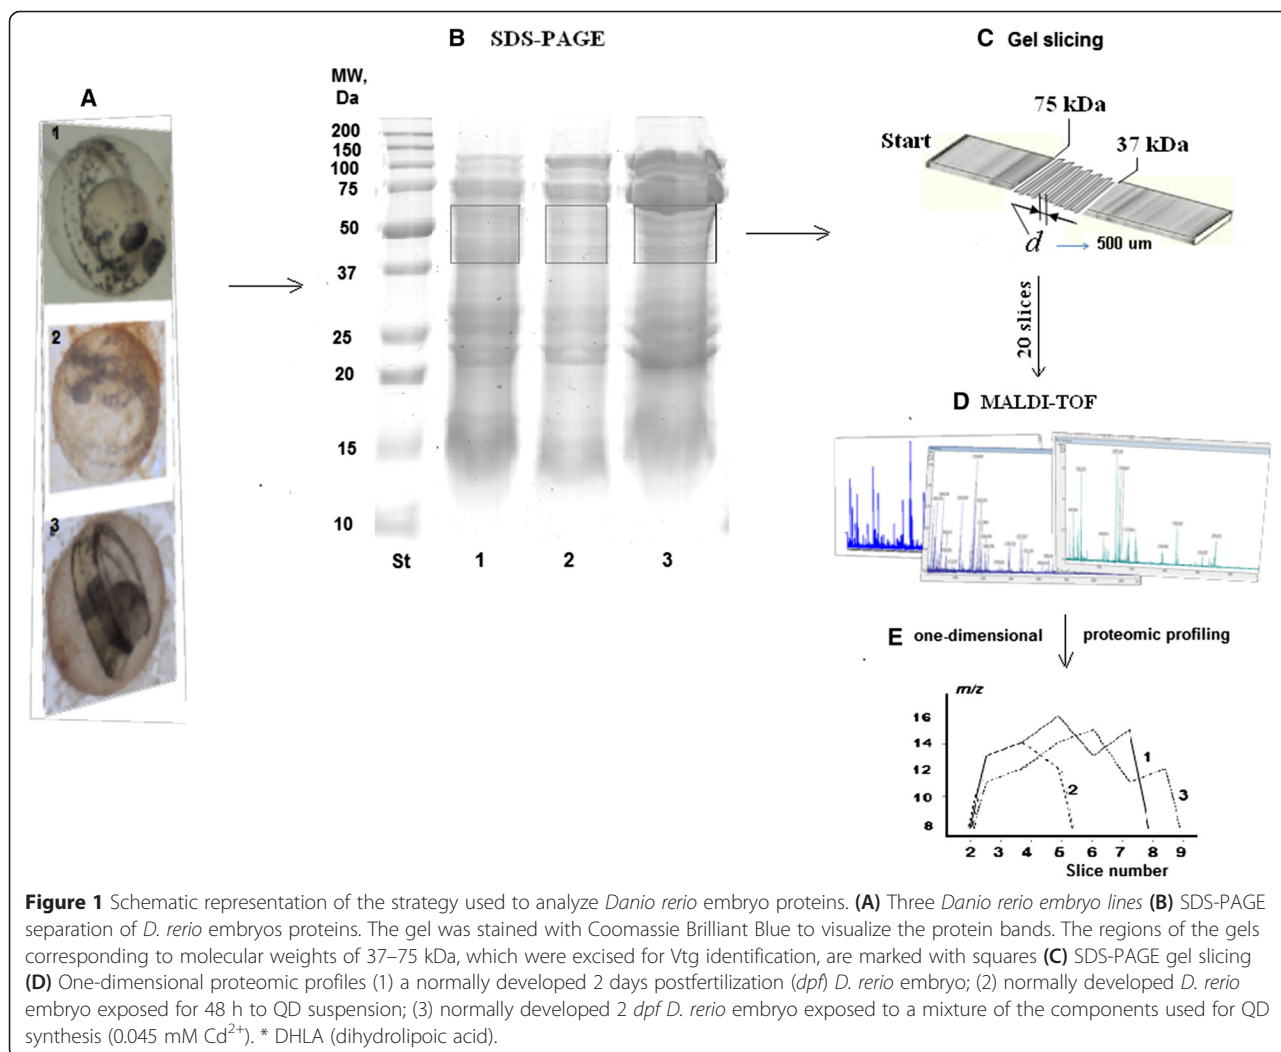 A
1
2
3
B SDS-PAGE
MW,
Da
200
150
100
75
50
37
25
20
15
10
St 1 2 3
C Gel slicing
75 kDa
Start
37 kDa
d
500 um
20 slices
D MALDI-TOF
E one-dimensional proteomic profiling
m/z
16
14
12
10
8
1
2
3
2 3 4 5 6 7 8 9
Slice number
Figure 1 Schematic representation of the strategy used to analyze Danio rerio embryo proteins. (A) Three Danio rerio embryo lines (B) SDS-PAGE
separation of D. rerio embryos proteins. The gel was stained with Coomassie Brilliant Blue to visualize the protein bands. The regions of the gels
corresponding to molecular weights of 37–75 kDa, which were excised for Vtg identification, are marked with squares (C) SDS-PAGE gel slicing
(D) One-dimensional proteomic profiles (1) a normally developed 2 days postfertilization (dpf) D. rerio embryo; (2) normally developed D. rerio
embryo exposed for 48 h to QD suspension; (3) normally developed 2 dpf D. rerio embryo exposed to a mixture of the components used for QD
synthesis (0.045 mM Cd²⁺). * DHLA (dihydrolipoic acid).